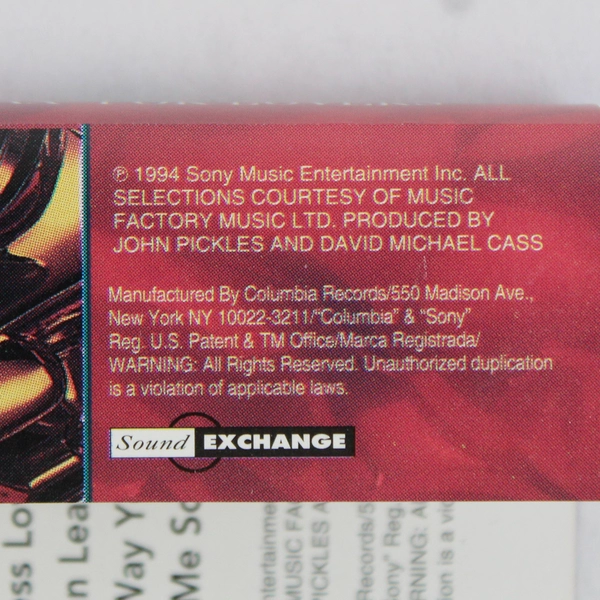 ℗ 1994 Sony Music Entertainment Inc. ALL
SELECTIONS COURTESY OF MUSIC
FACTORY MUSIC LTD. PRODUCED BY
JOHN PICKLES AND DAVID MICHAEL CASS
Manufactured By Columbia Records/550 Madison Ave.,
New York NY 10022-3211/"Columbia" & "Sony"
Reg. U.S. Patent & TM Office/Marca Registrada/
WARNING: All Rights Reserved. Unauthorized duplication
is a violation of applicable laws.
Sound EXCHANGE
Way Y
Me